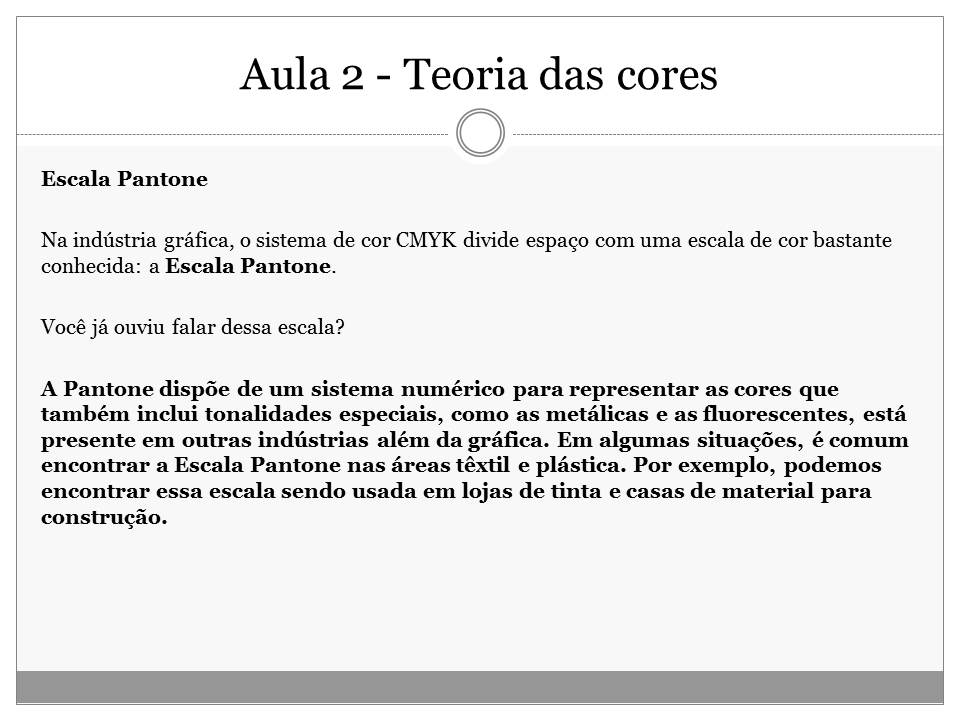 Aula 2 - Teoria das cores
Escala Pantone
Na indústria gráfica, o sistema de cor CMYK divide espaço com uma escala de cor bastante
conhecida: a Escala Pantone.
Você já ouviu falar dessa escala?
A Pantone dispõe de um sistema numérico para representar as cores que
também inclui tonalidades especiais, como as metálicas e as fluorescentes, está
presente em outras indústrias além da gráfica. Em algumas situações, é comum
encontrar a Escala Pantone nas áreas têxtil e plástica. Por exemplo, podemos
encontrar essa escala sendo usada em lojas de tinta e casas de material para
construção.